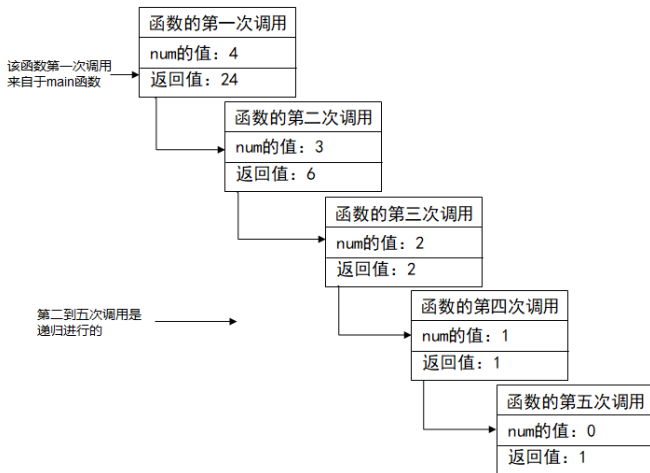 函数的第一次调用
num的值：4
返回值：24
该函数第一次调用
来自于main函数
函数的第二次调用
num的值：3
返回值：6
函数的第三次调用
num的值：2
返回值：2
函数的第四次调用
num的值：1
返回值：1
第二到五次调用是
递归进行的
函数的第五次调用
num的值：0
返回值：1